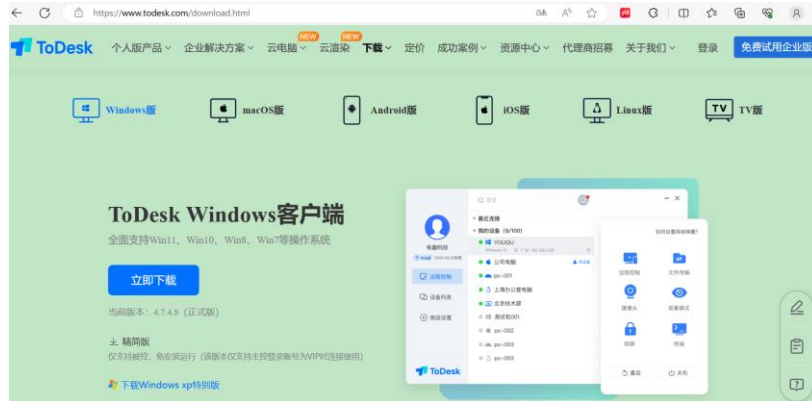 https://www.todesk.com/download.html
ToDesk 个人版产品 企业解决方案 云电脑 NEW 云渲染 NEW 下载 定价 成功案例 资源中心 代理商招募 关于我们 登录 免费试用企业版
Windows版 macOS版 Android版 iOS版 Linux版 TV TV版
ToDesk Windows客户端
全面支持Win11、Win10、Win8、Win7等操作系统
立即下载
当前版本：4.7.4.8（正式版）
精简版
仅支持被控，免安装运行（该版本仅支持主控登录账号为VIP时连接使用）
下载Windows xp特别版
最近连接
我的设备 (9/100)
YOUQU
公司电脑
pc-001
上海办公室电脑
北京技术部
测试机001
pc-002
pc-003
pc-003
远程控制
设备列表
高级设置
ToDesk
远程控制 文件传输
摄像头 观看模式
锁屏 终端
重启 关机